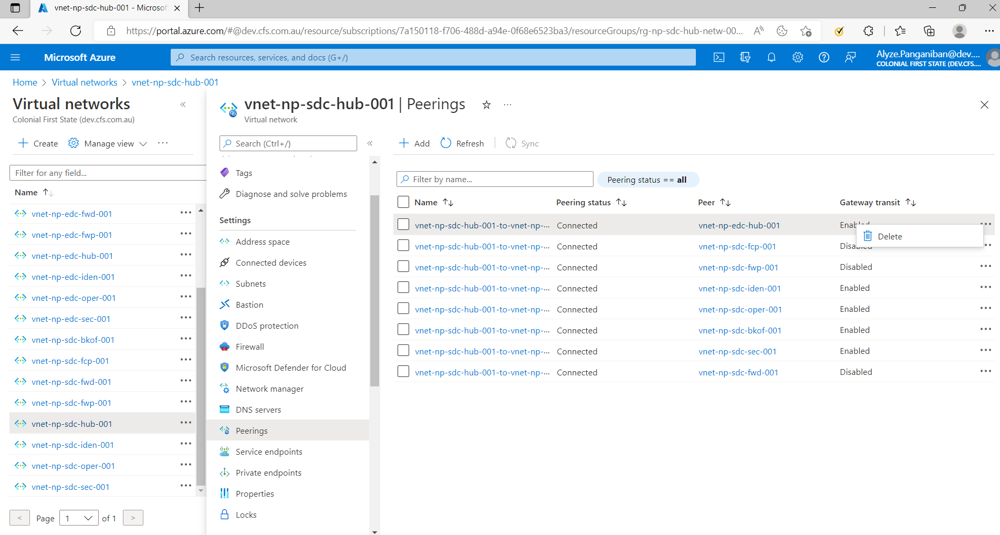 vnet-np-sdc-hub-001 - Microsof
https://portal.azure.com/#@dev.cfs.com.au/resource/subscriptions/7a150118-f706-488d-a94e-0f68e6523ba3/resourceGroups/rg-np-sdc-hub-netw-00...
Microsoft Azure
Search resources, services, and docs (G+/)
Alyze.Panganiban@dev....
COLONIAL FIRST STATE (DEV.CFS....
Home > Virtual networks > vnet-np-sdc-hub-001
Virtual networks
Colonial First State (dev.cfs.com.au)
Create Manage view ...
Filter for any field...
Name
vnet-np-edc-fwd-001
vnet-np-edc-fwp-001
vnet-np-edc-hub-001
vnet-np-edc-iden-001
vnet-np-edc-oper-001
vnet-np-edc-sec-001
vnet-np-sdc-bkof-001
vnet-np-sdc-fcp-001
vnet-np-sdc-fwd-001
vnet-np-sdc-fwp-001
vnet-np-sdc-hub-001
vnet-np-sdc-iden-001
vnet-np-sdc-oper-001
vnet-np-sdc-sec-001
< Page 1 of 1 >
vnet-np-sdc-hub-001 | Peerings
Virtual network
Search (Ctrl+/)
Tags
Diagnose and solve problems
Settings
Address space
Connected devices
Subnets
Bastion
DDoS protection
Firewall
Microsoft Defender for Cloud
Network manager
DNS servers
Peerings
Service endpoints
Private endpoints
Properties
Locks
Add Refresh Sync
Filter by name...
Peering status == all
Name Peering status Peer Gateway transit
vnet-np-sdc-hub-001-to-vnet-np-... Connected vnet-np-edc-hub-001
Delete
vnet-np-sdc-hub-001-to-vnet-np-... Connected vnet-np-sdc-fcp-001
vnet-np-sdc-hub-001-to-vnet-np-... Connected vnet-np-sdc-fwp-001 Disabled
vnet-np-sdc-hub-001-to-vnet-np-... Connected vnet-np-sdc-iden-001 Enabled
vnet-np-sdc-hub-001-to-vnet-np-... Connected vnet-np-sdc-oper-001 Enabled
vnet-np-sdc-hub-001-to-vnet-np-... Connected vnet-np-sdc-bkof-001 Enabled
vnet-np-sdc-hub-001-to-vnet-np-... Connected vnet-np-sdc-sec-001 Enabled
vnet-np-sdc-hub-001-to-vnet-np-... Connected vnet-np-sdc-fwd-001 Disabled